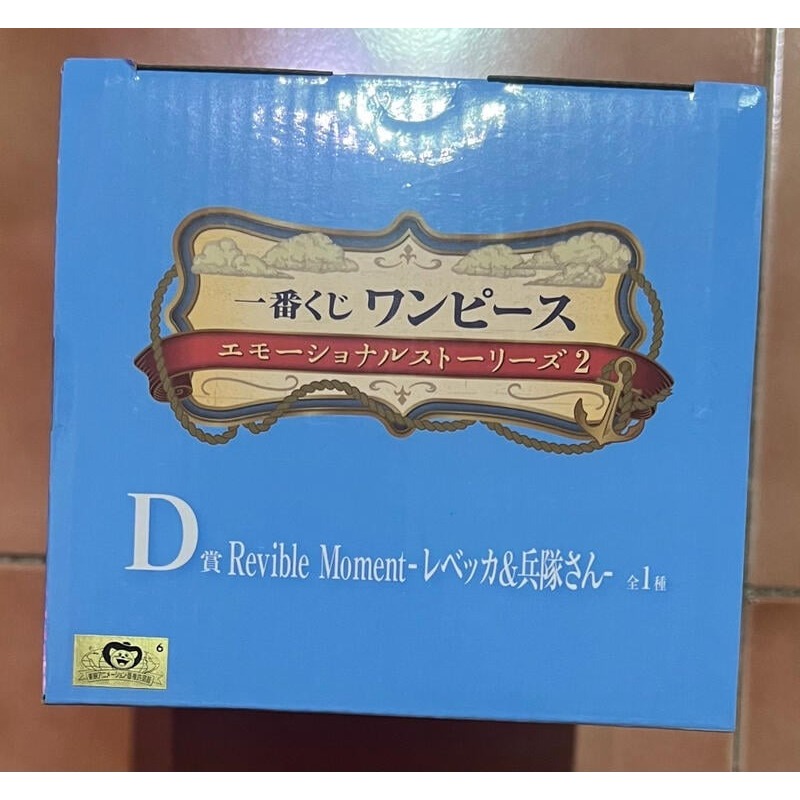 一番くじ ワンピース
エモーショナルストーリーズ 2
D賞 Revible Moment-レベッカ&兵隊さん- 全1種
6